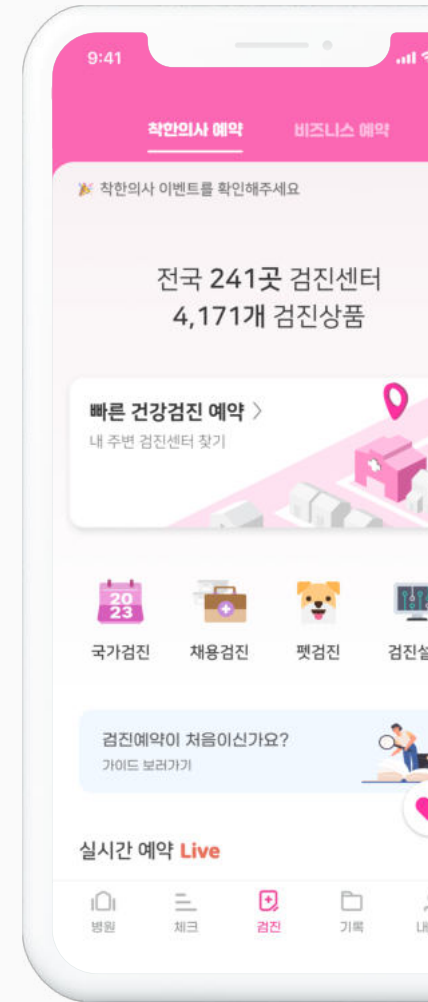 9:41
착한의사 예약 비즈니스 예약
🎉 착한의사 이벤트를 확인해주세요
전국 241곳 검진센터
4,171개 검진상품
빠른 건강검진 예약 〉
내 주변 검진센터 찾기
20
23
국가검진 채용검진 펫검진 검진설
검진예약이 처음이신가요?
가이드 보러가기
실시간 예약 Live
병원 체크 검진 기록 내